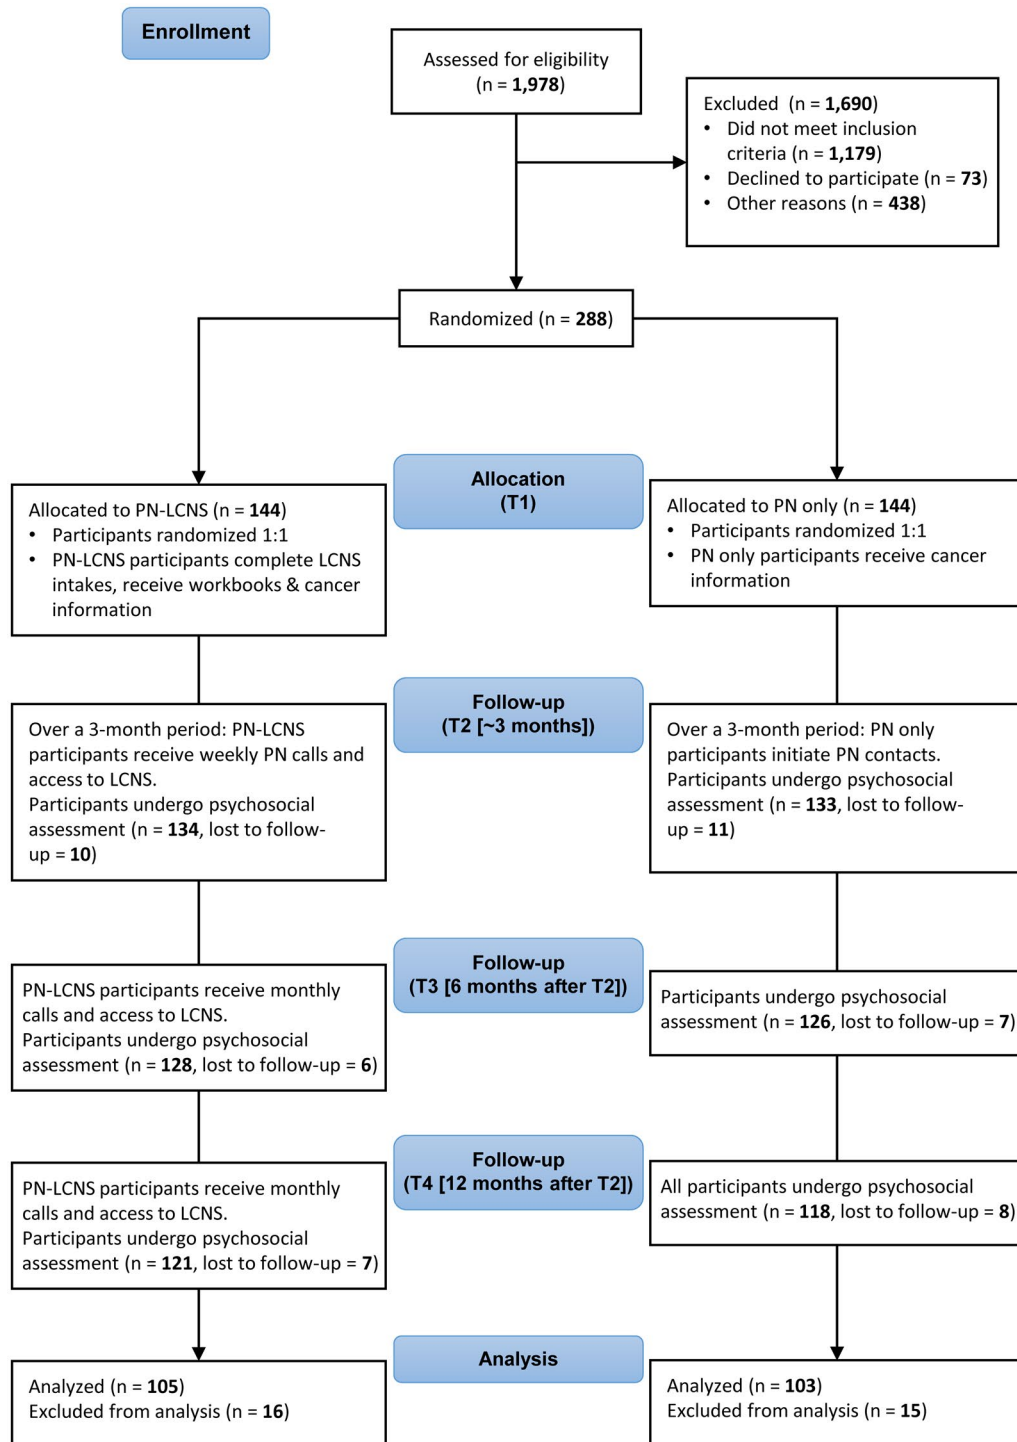 Enrollment
Assessed for eligibility
(n = 1,978)
Excluded  (n = 1,690)
• Did not meet inclusion
criteria (n = 1,179)
• Declined to participate (n = 73)
• Other reasons (n = 438)
Randomized (n = 288)
Allocation
(T1)
Allocated to PN-LCNS (n = 144)
• Participants randomized 1:1
• PN-LCNS participants complete LCNS
intakes, receive workbooks & cancer
information
Allocated to PN only (n = 144)
• Participants randomized 1:1
• PN only participants receive cancer
information
Follow-up
(T2 [~3 months])
Over a 3-month period: PN-LCNS
participants receive weekly PN calls and
access to LCNS.
Participants undergo psychosocial
assessment (n = 134, lost to follow-
up = 10)
Over a 3-month period: PN only
participants initiate PN contacts.
Participants undergo psychosocial
assessment (n = 133, lost to follow-
up = 11)
Follow-up
(T3 [6 months after T2])
PN-LCNS participants receive monthly
calls and access to LCNS.
Participants undergo psychosocial
assessment (n = 128, lost to follow-up = 6)
Participants undergo psychosocial
assessment (n = 126, lost to follow-up = 7)
Follow-up
(T4 [12 months after T2])
PN-LCNS participants receive monthly
calls and access to LCNS.
Participants undergo psychosocial
assessment (n = 121, lost to follow-up = 7)
All participants undergo psychosocial
assessment (n = 118, lost to follow-up = 8)
Analysis
Analyzed (n = 105)
Excluded from analysis (n = 16)
Analyzed (n = 103)
Excluded from analysis (n = 15)